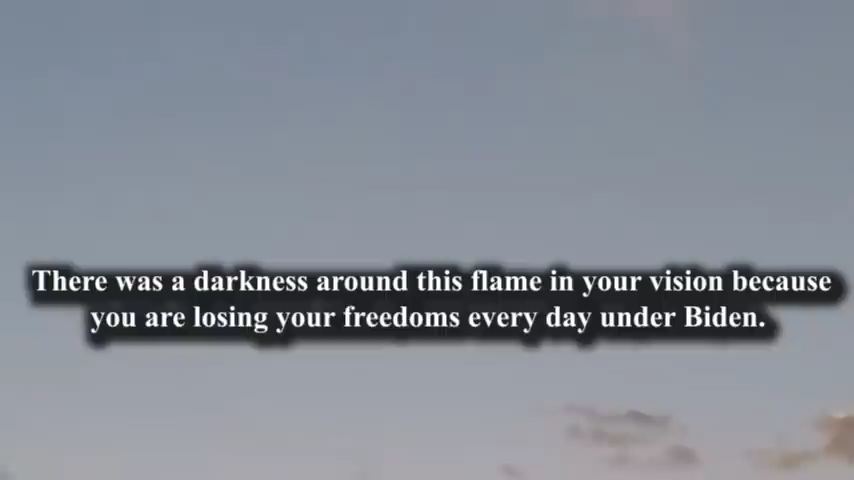 There was a darkness around this flame in your vision because
you are losing your freedoms every day under Biden.